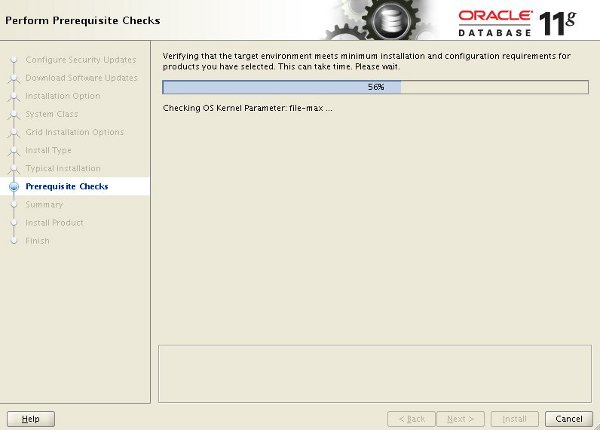 Perform Prerequisite Checks
ORACLE
DATABASE 11g
Configure Security Updates
Download Software Updates
Installation Option
System Class
Grid Installation Options
Install Type
Typical Installation
Prerequisite Checks
Summary
Install Product
Finish
Verifying that the target environment meets minimum installation and configuration requirements for
products you have selected. This can take time. Please wait.
56%
Checking OS Kernel Parameter: file-max ...
Help
< Back
Next >
Install
Cancel